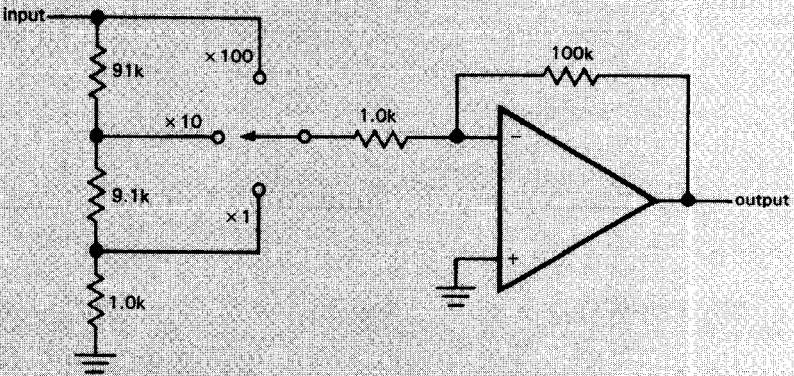 input
× 100
91k
100k
× 10
1.0k
−
9.1k
output
× 1
+
1.0k